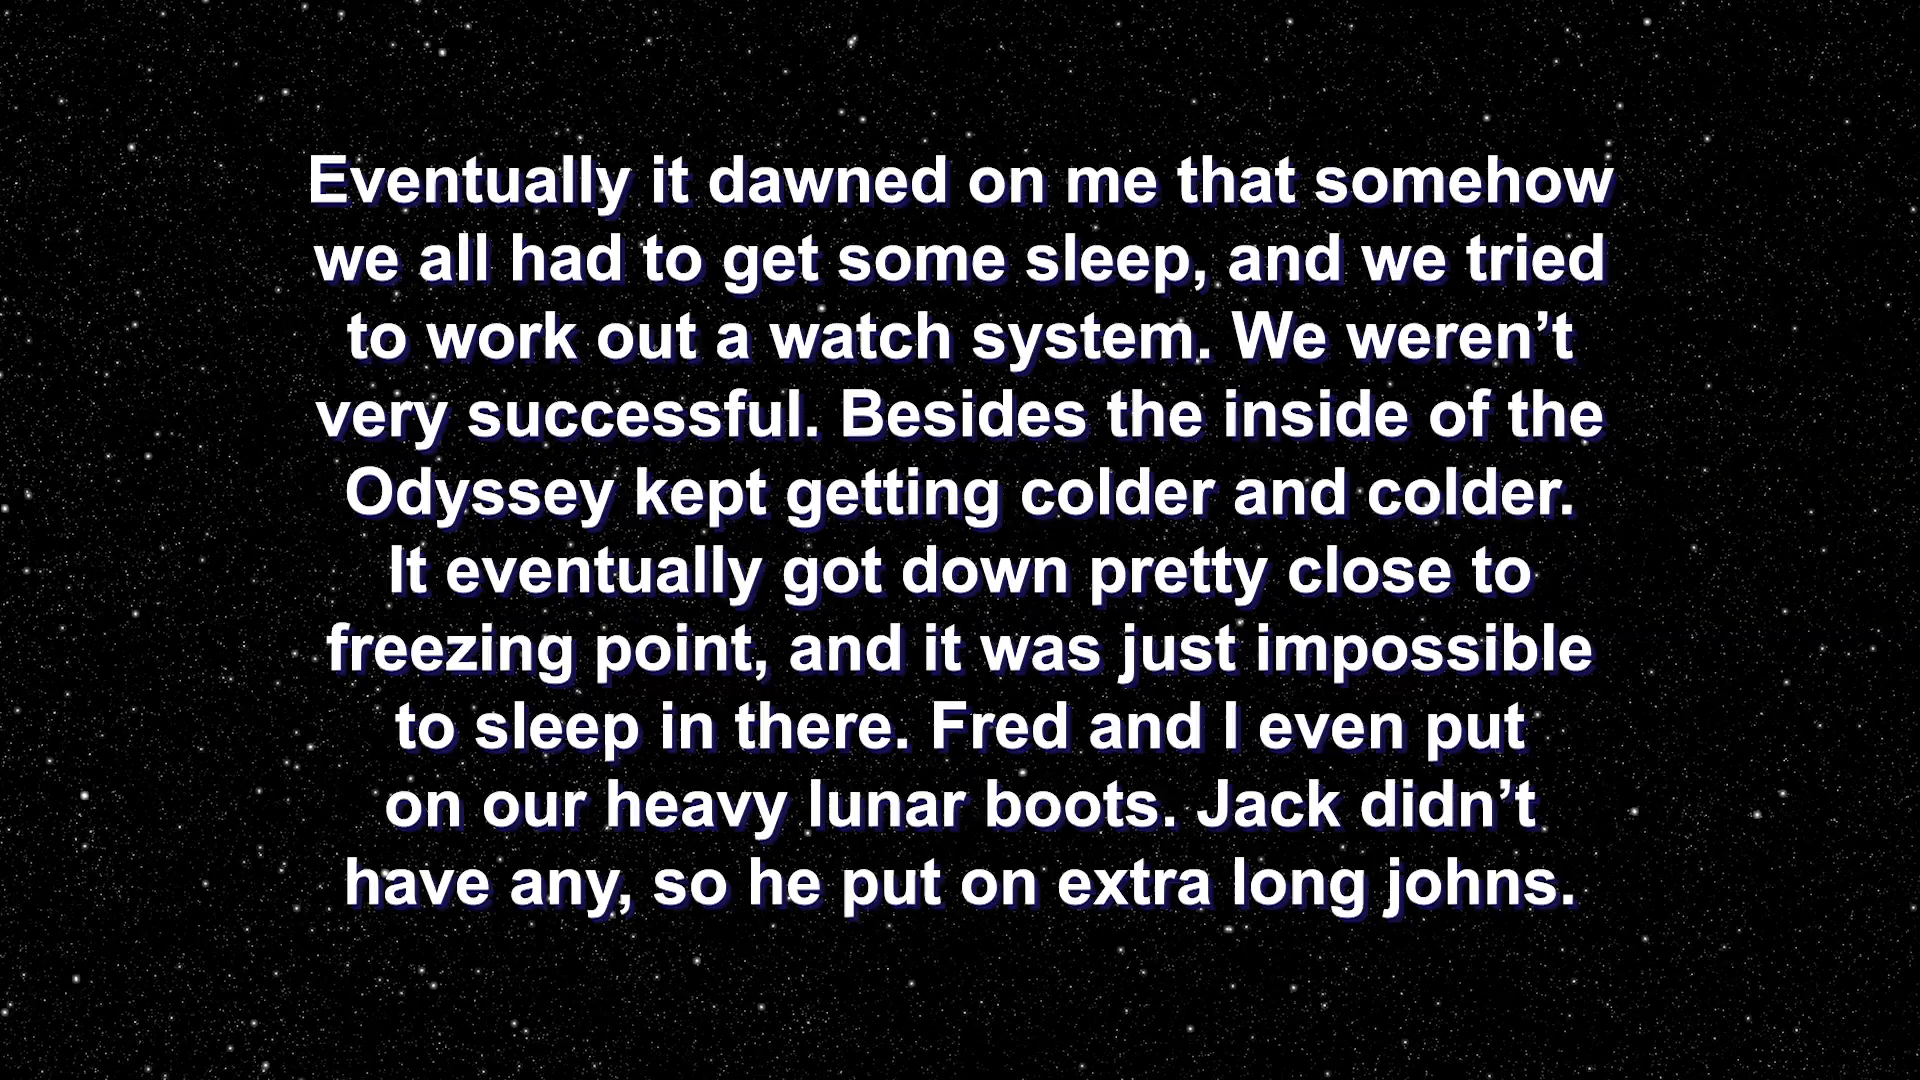 Eventually it dawned on me that somehow
we all had to get some sleep, and we tried
to work out a watch system. We weren’t
very successful. Besides the inside of the
Odyssey kept getting colder and colder.
It eventually got down pretty close to
freezing point, and it was just impossible
to sleep in there. Fred and I even put
on our heavy lunar boots. Jack didn’t
have any, so he put on extra long johns.